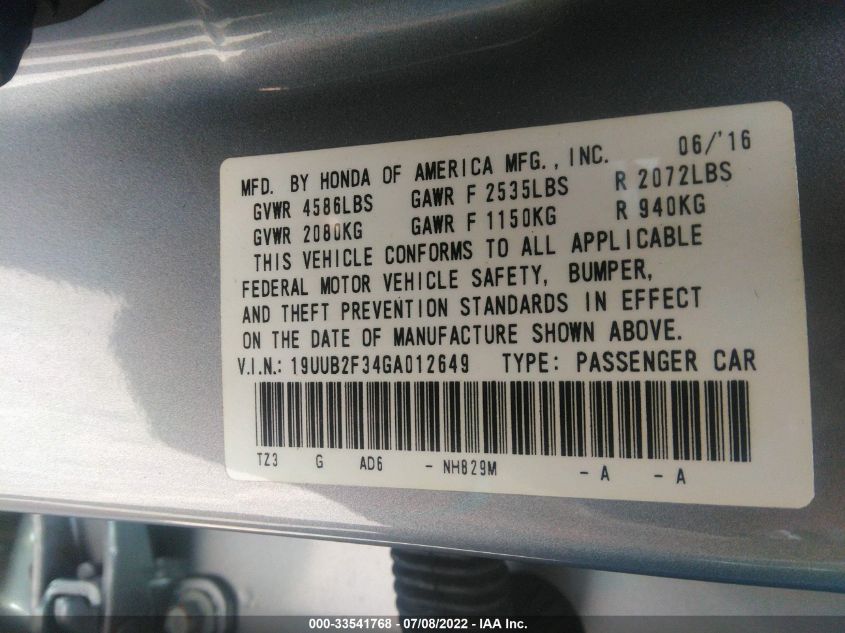 MFD. BY HONDA OF AMERICA MFG., INC. 06/'16
GVWR 4586LBS GAWR F 2535LBS R 2072LBS
GVWR 2080KG GAWR F 1150KG R 940KG
THIS VEHICLE CONFORMS TO ALL APPLICABLE
FEDERAL MOTOR VEHICLE SAFETY, BUMPER,
AND THEFT PREVENTION STANDARDS IN EFFECT
ON THE DATE OF MANUFACTURE SHOWN ABOVE.
V.I.N.: 19UUB2F34GA012649 TYPE: PASSENGER CAR
TZ3 G AD6 - NH829M - A - A
000-33541768 - 07/08/2022 - IAA Inc.